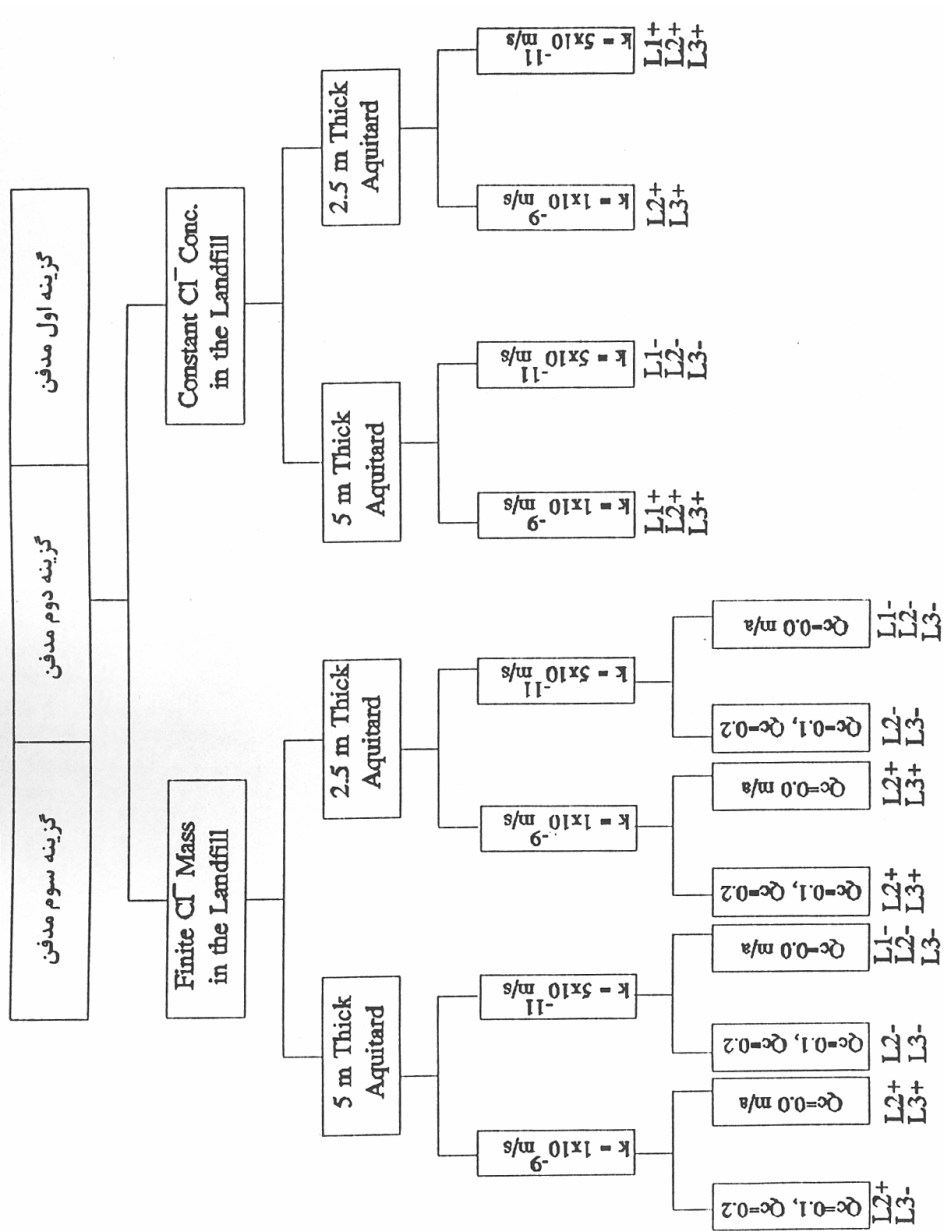 گزینه اول مدفن
گزینه دوم مدفن
گزینه سوم مدفن
Finite Cl⁻ Mass
in the Landfill
Constant Cl⁻ Conc.
in the Landfill
5 m Thick
Aquitard
2.5 m Thick
Aquitard
5 m Thick
Aquitard
2.5 m Thick
Aquitard
k = 1x10⁻⁹ m/s
k = 5x10⁻¹¹ m/s
k = 1x10⁻⁹ m/s
k = 5x10⁻¹¹ m/s
k = 1x10⁻⁹ m/s
L1+
L2+
L3+
k = 5x10⁻¹¹ m/s
L1-
L2-
L3-
k = 1x10⁻⁹ m/s
L2+
L3+
k = 5x10⁻¹¹ m/s
L1+
L2+
L3+
Qc=0.1, Qc=0.2
L2+
L3-
Qc=0.0 m/a
L2+
L3+
Qc=0.1, Qc=0.2
L2-
L3-
Qc=0.0 m/a
L1-
L2-
L3-
Qc=0.1, Qc=0.2
L2+
L3+
Qc=0.0 m/a
L2+
L3+
Qc=0.1, Qc=0.2
L2-
L3-
Qc=0.0 m/a
L1-
L2-
L3-